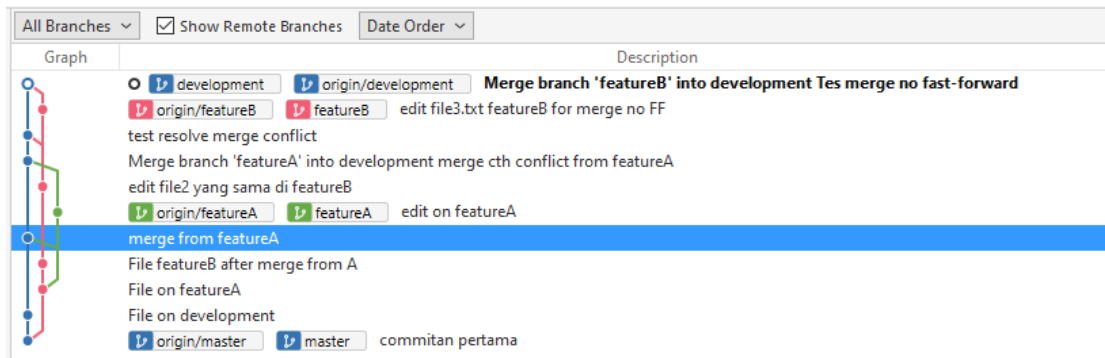 All Branches Show Remote Branches Date Order
Graph Description
development origin/development Merge branch 'featureB' into development Tes merge no fast-forward
origin/featureB featureB edit file3.txt featureB for merge no FF
test resolve merge conflict
Merge branch 'featureA' into development merge cth conflict from featureA
edit file2 yang sama di featureB
origin/featureA featureA edit on featureA
merge from featureA
File featureB after merge from A
File on featureA
File on development
origin/master master commitan pertama